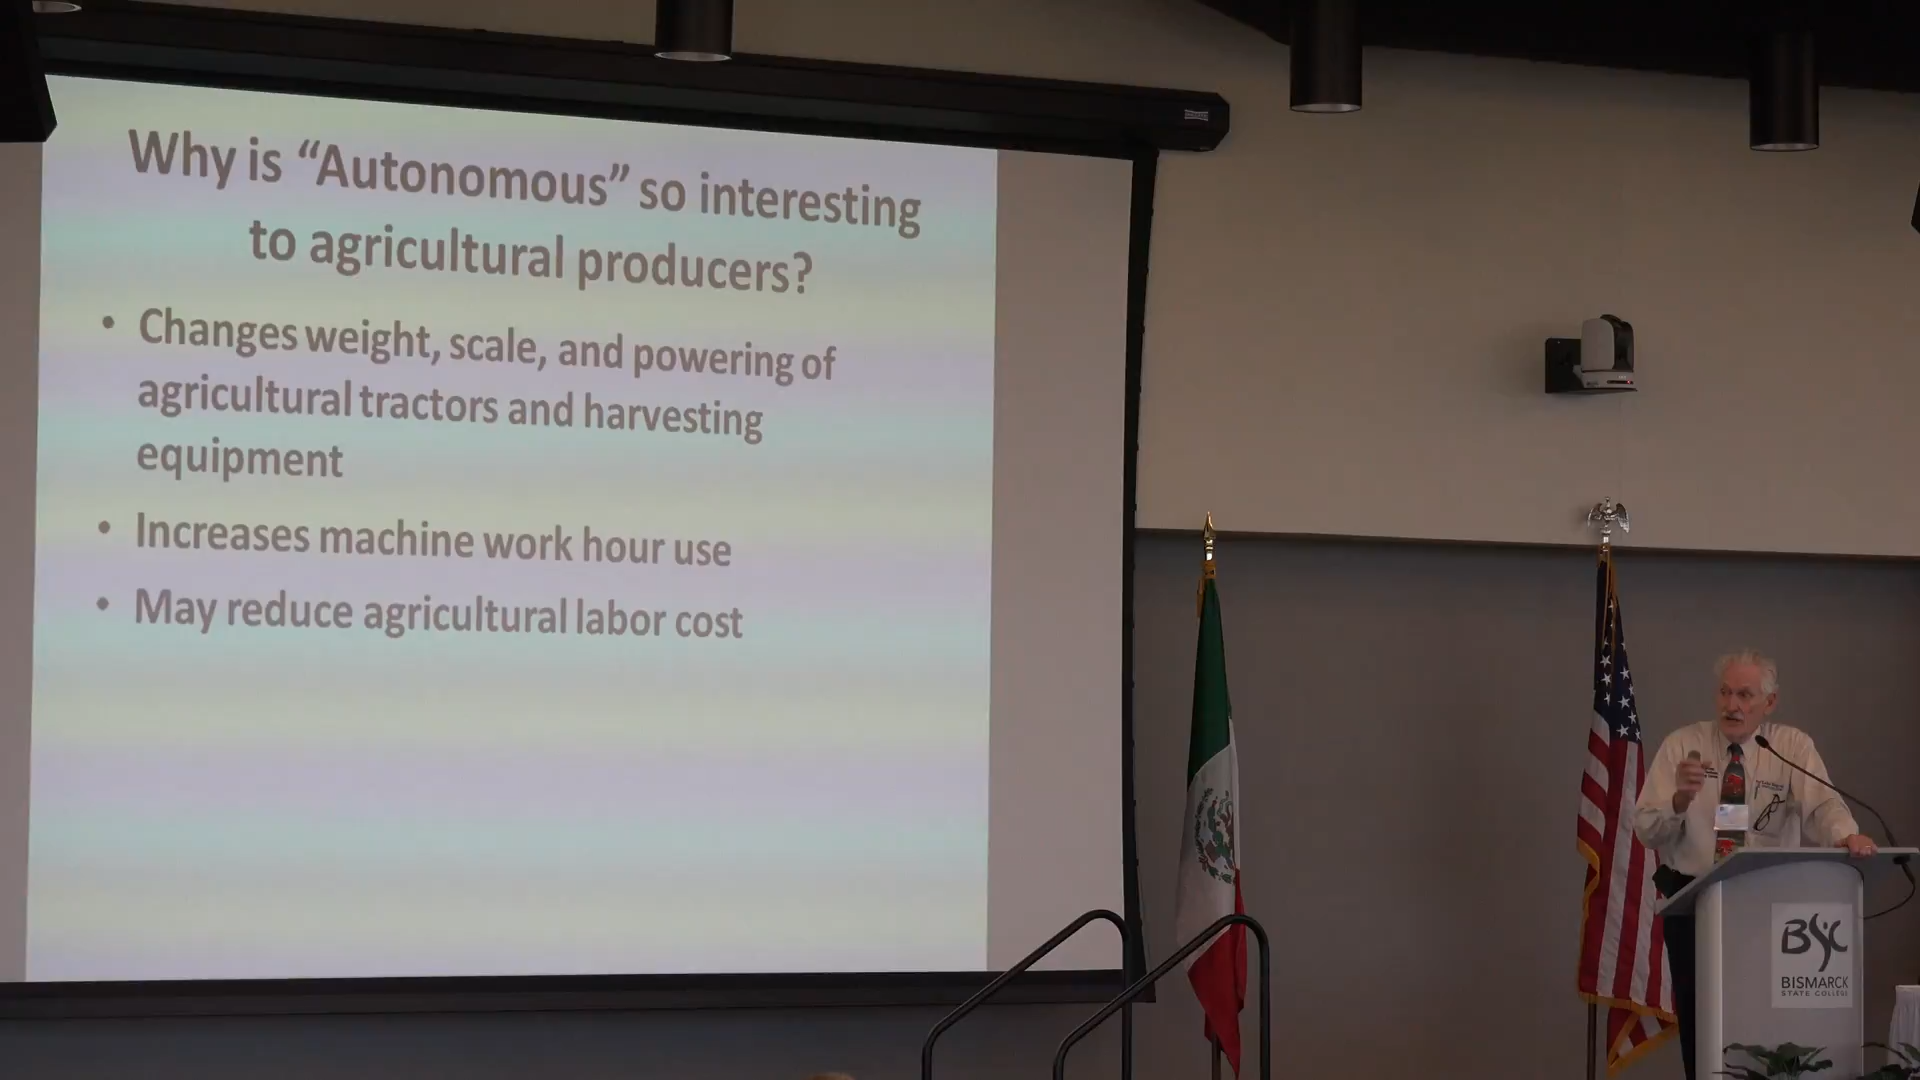 Why is “Autonomous” so interesting
to agricultural producers?
• Changes weight, scale, and powering of
agricultural tractors and harvesting
equipment
• Increases machine work hour use
• May reduce agricultural labor cost
BSC
BISMARCK
STATE COLLEGE